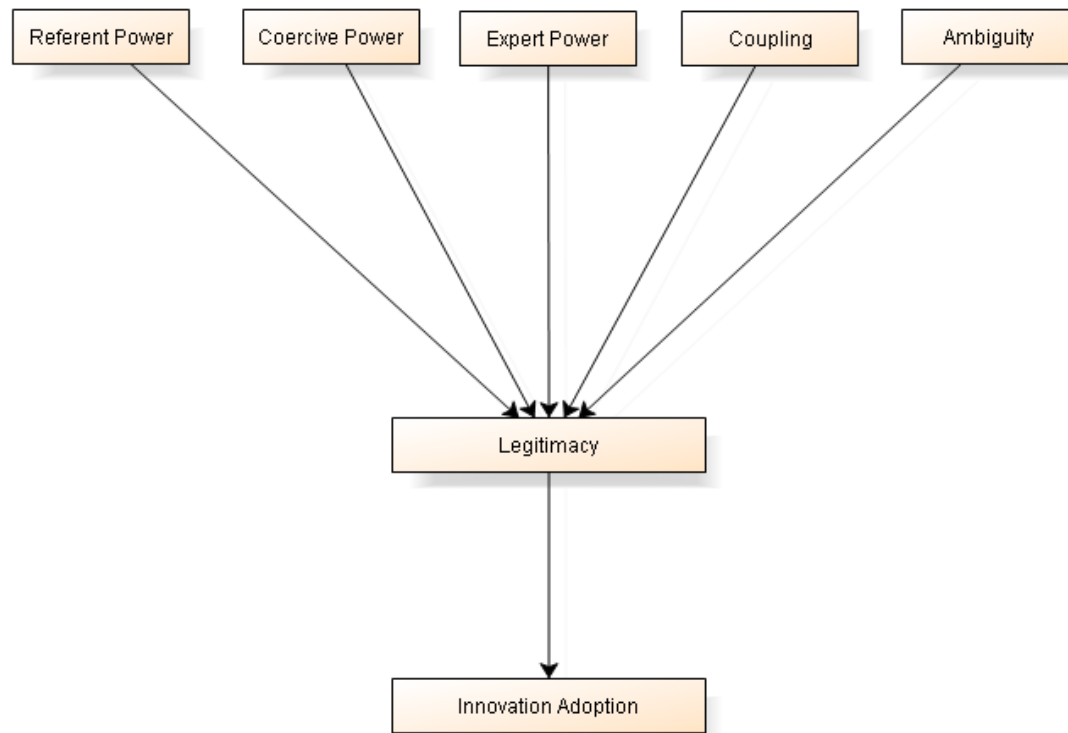 Referent Power
Coercive Power
Expert Power
Coupling
Ambiguity
Legitimacy
Innovation Adoption